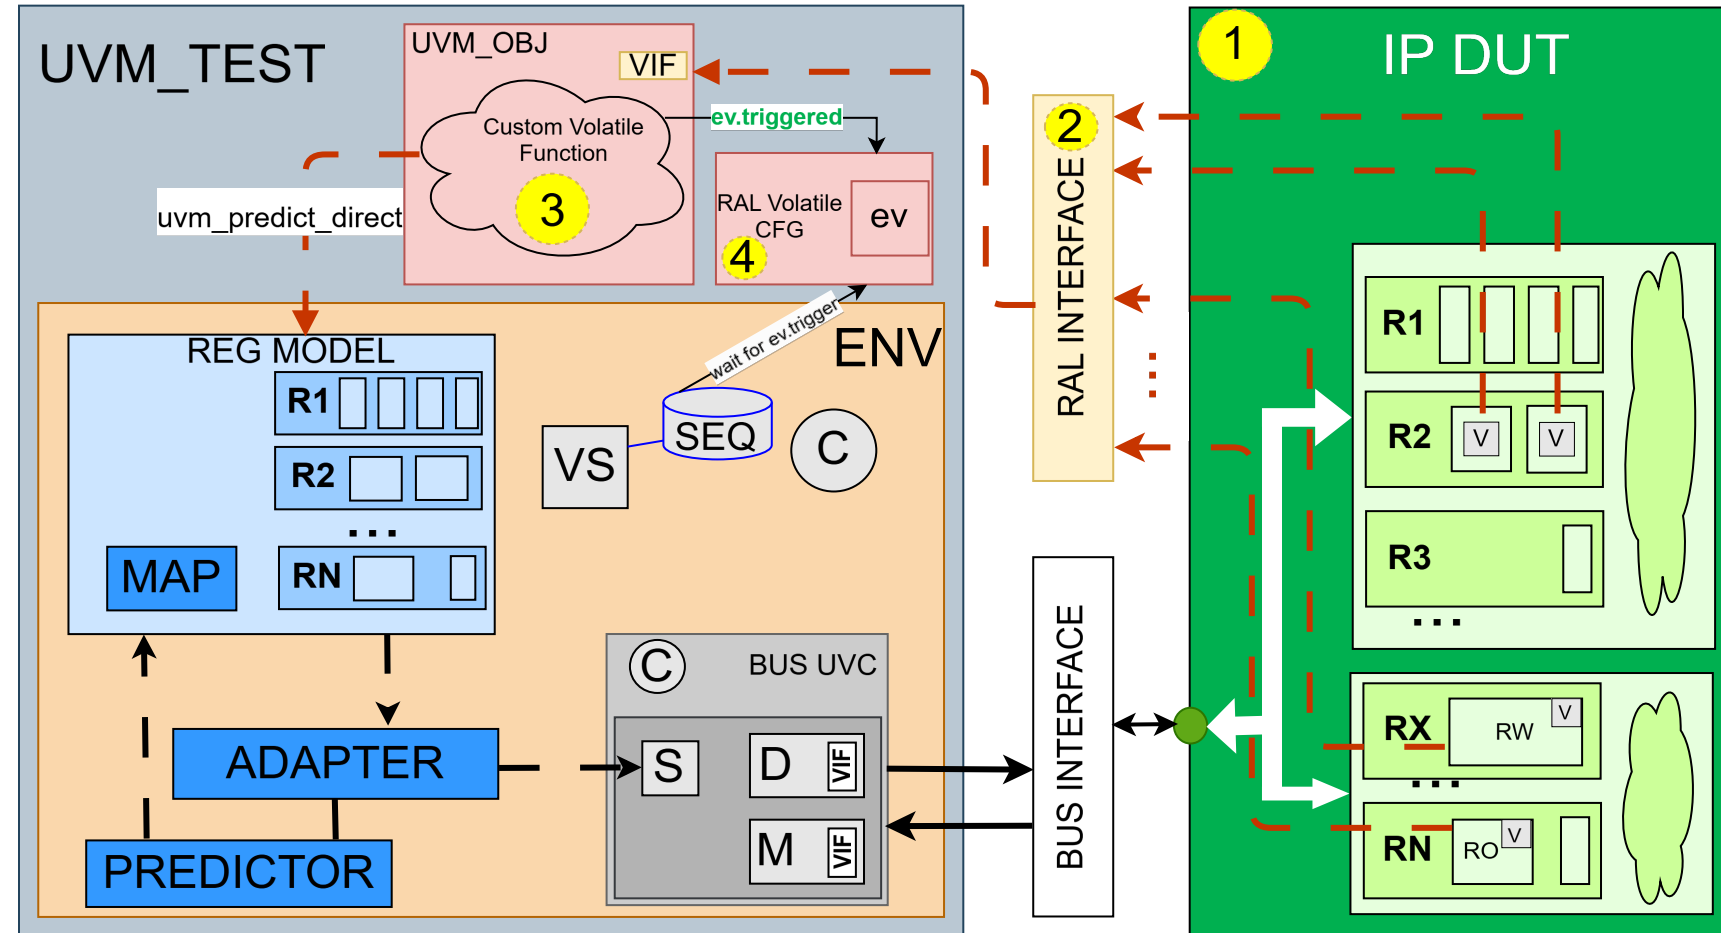 UVM_TEST
UVM_OBJ
VIF
Custom Volatile
Function
3
ev.triggered
uvm_predict_direct
RAL Volatile
CFG
4
ev
wait for ev.trigger
ENV
REG MODEL
R1
R2
...
RN
MAP
VS
SEQ
C
ADAPTER
PREDICTOR
C
BUS UVC
S
D
VIF
M
VIF
2
RAL INTERFACE
...
BUS INTERFACE
1
IP DUT
R1
R2
V
V
R3
...
RX
RW
V
...
RN
RO
V